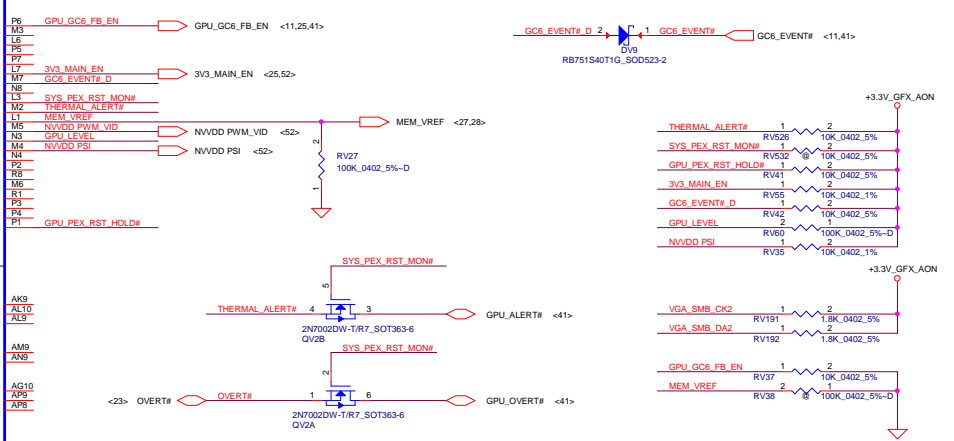 P6 GPU_GC6_FB_EN GPU_GC6_FB_EN <11,25,41>
M3
L6
P5
P7
L7 3V3_MAIN_EN 3V3_MAIN_EN <25,52>
M7 GC6_EVENT#_D
N8
L3 SYS_PEX_RST_MON#
M2 THERMAL_ALERT#
L1 MEM_VREF MEM_VREF <27,28>
M5 NVVDD PWM_VID NVVDD PWM_VID <52>
N3 GPU_LEVEL
M4 NVVDD PSI NVVDD PSI <52>
N4
P2
R8
M6
R1
P3
P4
P1 GPU_PEX_RST_HOLD#
2
RV27
100K_0402_5%~D
1
GC6_EVENT#_D 2 1 GC6_EVENT# GC6_EVENT# <11,41>
DV9
RB751S40T1G_SOD523-2
+3.3V_GFX_AON
THERMAL_ALERT# 1 2
RV526 10K_0402_5%
SYS_PEX_RST_MON# 1 2
RV532 @ 10K_0402_5%
GPU_PEX_RST_HOLD# 1 2
RV41 10K_0402_5%
3V3_MAIN_EN 1 2
RV55 10K_0402_1%
GC6_EVENT#_D 1 2
RV42 10K_0402_5%
GPU_LEVEL 2 1
RV60 100K_0402_5%~D
NVVDD PSI 1 2
RV35 10K_0402_1%
AK9
AL10
AL9
AM9
AN9
AG10
AP9
AP8
SYS_PEX_RST_MON#
5
THERMAL_ALERT# 4 3 GPU_ALERT# <41>
2N7002DW-T/R7_SOT363-6
QV2B
SYS_PEX_RST_MON#
2
<23> OVERT# OVERT# 1 6 GPU_OVERT# <41>
2N7002DW-T/R7_SOT363-6
QV2A
+3.3V_GFX_AON
VGA_SMB_CK2 1 2
RV191 1.8K_0402_5%
VGA_SMB_DA2 1 2
RV192 1.8K_0402_5%
GPU_GC6_FB_EN 1 2
RV37 10K_0402_5%
MEM_VREF 2 1
RV38 @ 100K_0402_5%~D